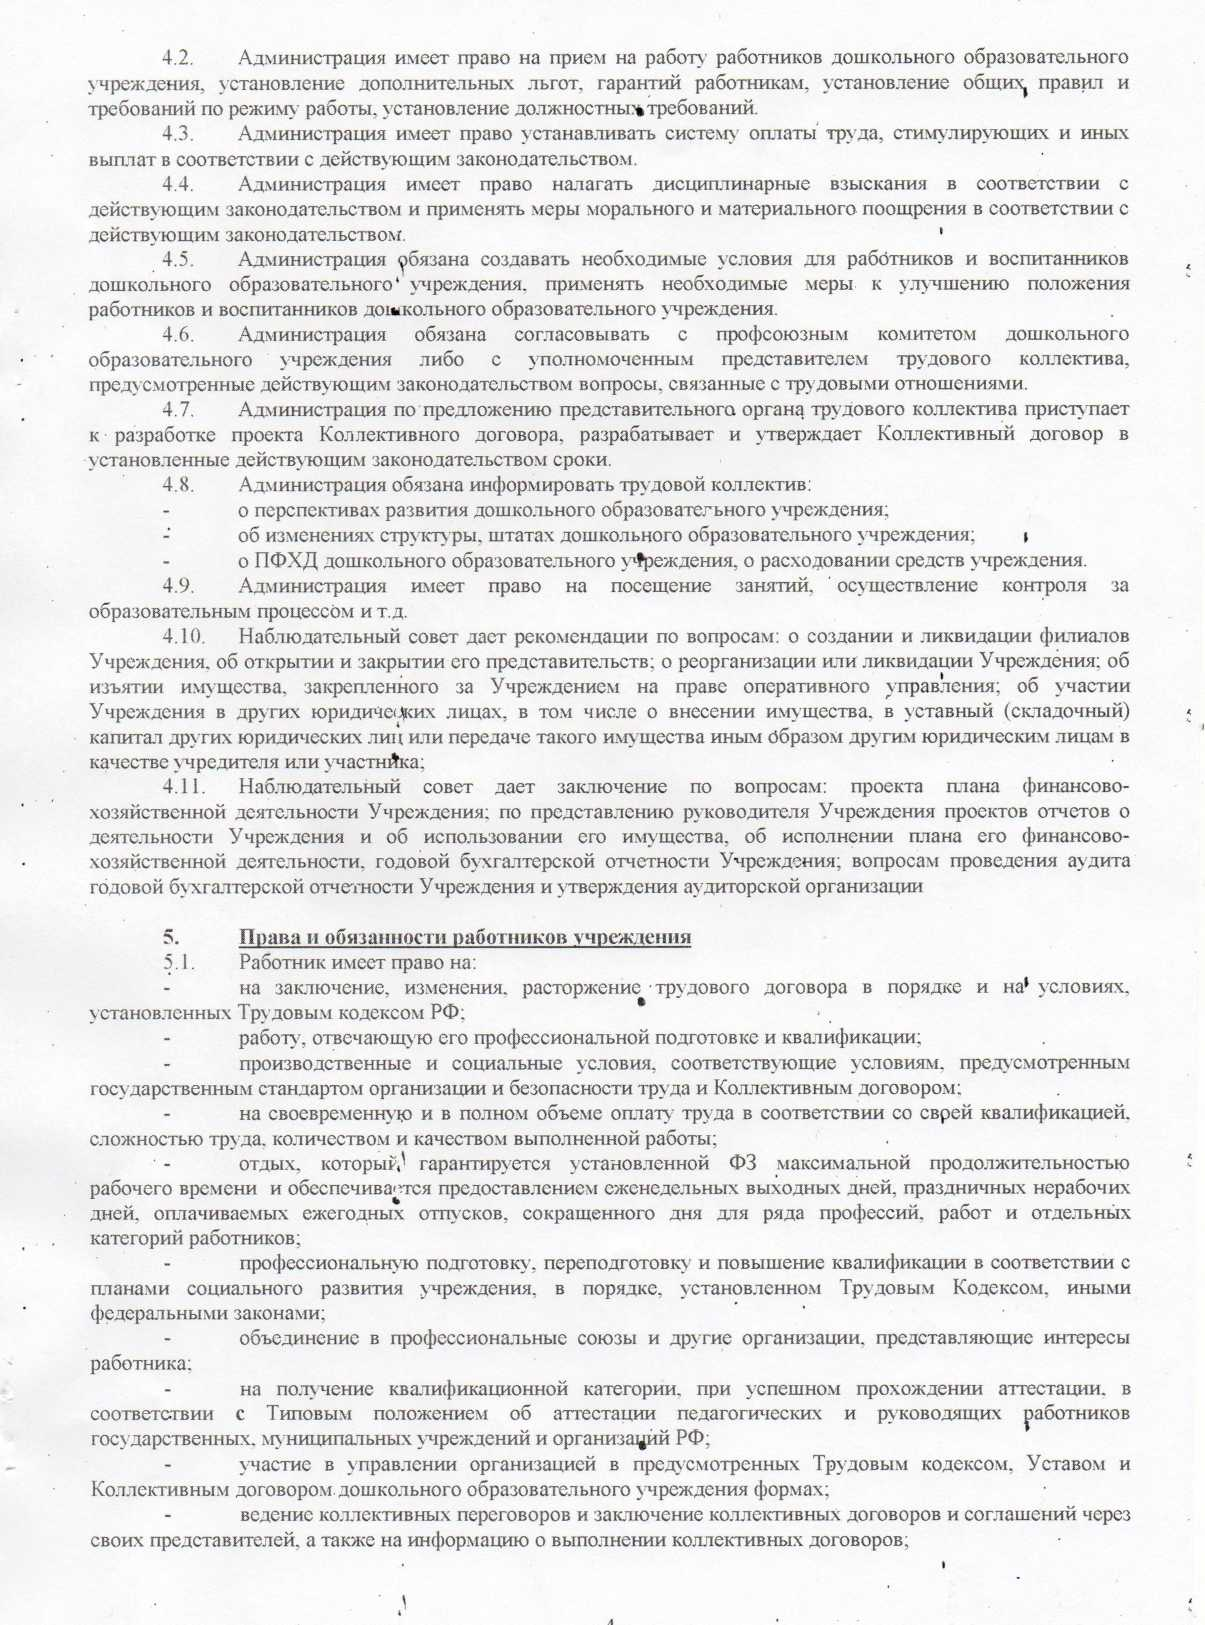 4.2. Администрация имеет право на прием на работу работников дошкольного образовательного
учреждения, установление дополнительных льгот, гарантий работникам, установление общих правил и
требований по режиму работы, установление должностных требований.
4.3. Администрация имеет право устанавливать систему оплаты труда, стимулирующих и иных
выплат в соответствии с действующим законодательством.
4.4. Администрация имеет право налагать дисциплинарные взыскания в соответствии с
действующим законодательством и применять меры морального и материального поощрения в соответствии с
действующим законодательством.
4.5. Администрация обязана создавать необходимые условия для работников и воспитанников
дошкольного образовательного учреждения, применять необходимые меры к улучшению положения
работников и воспитанников дошкольного образовательного учреждения.
4.6. Администрация обязана согласовывать с профсоюзным комитетом дошкольного
образовательного учреждения либо с уполномоченным представителем трудового коллектива,
предусмотренные действующим законодательством вопросы, связанные с трудовыми отношениями.
4.7. Администрация по предложению представительного органа трудового коллектива приступает
к разработке проекта Коллективного договора, разрабатывает и утверждает Коллективный договор в
установленные действующим законодательством сроки.
4.8. Администрация обязана информировать трудовой коллектив:
- о перспективах развития дошкольного образовательного учреждения;
- об изменениях структуры, штатах дошкольного образовательного учреждения;
- о ПФХД дошкольного образовательного учреждения, о расходовании средств учреждения.
4.9. Администрация имеет право на посещение занятий, осуществление контроля за
образовательным процессом и т.д.
4.10. Наблюдательный совет дает рекомендации по вопросам: о создании и ликвидации филиалов
Учреждения, об открытии и закрытии его представительств; о реорганизации или ликвидации Учреждения; об
изъятии имущества, закрепленного за Учреждением на праве оперативного управления; об участии
Учреждения в других юридических лицах, в том числе о внесении имущества, в уставный (складочный)
капитал других юридических лиц или передаче такого имущества иным образом другим юридическим лицам в
качестве учредителя или участника;
4.11. Наблюдательный совет дает заключение по вопросам: проекта плана финансово-
хозяйственной деятельности Учреждения; по представлению руководителя Учреждения проектов отчетов о
деятельности Учреждения и об использовании его имущества, об исполнении плана его финансово-
хозяйственной деятельности, годовой бухгалтерской отчетности Учреждения; вопросам проведения аудита
годовой бухгалтерской отчетности Учреждения и утверждения аудиторской организации
5. Права и обязанности работников учреждения
5.1. Работник имеет право на:
- на заключение, изменения, расторжение трудового договора в порядке и на условиях,
установленных Трудовым кодексом РФ;
- работу, отвечающую его профессиональной подготовке и квалификации;
- производственные и социальные условия, соответствующие условиям, предусмотренным
государственным стандартом организации и безопасности труда и Коллективным договором;
- на своевременную и в полном объеме оплату труда в соответствии со своей квалификацией,
сложностью труда, количеством и качеством выполненной работы;
- отдых, который гарантируется установленной ФЗ максимальной продолжительностью
рабочего времени и обеспечивается предоставлением еженедельных выходных дней, праздничных нерабочих
дней, оплачиваемых ежегодных отпусков, сокращенного дня для ряда профессий, работ и отдельных
категорий работников;
- профессиональную подготовку, переподготовку и повышение квалификации в соответствии с
планами социального развития учреждения, в порядке, установленном Трудовым Кодексом, иными
федеральными законами;
- объединение в профессиональные союзы и другие организации, представляющие интересы
работника;
- на получение квалификационной категории, при успешном прохождении аттестации, в
соответствии с Типовым положением об аттестации педагогических и руководящих работников
государственных, муниципальных учреждений и организаций РФ;
- участие в управлении организацией в предусмотренных Трудовым кодексом, Уставом и
Коллективным договором дошкольного образовательного учреждения формах;
- ведение коллективных переговоров и заключение коллективных договоров и соглашений через
своих представителей, а также на информацию о выполнении коллективных договоров;